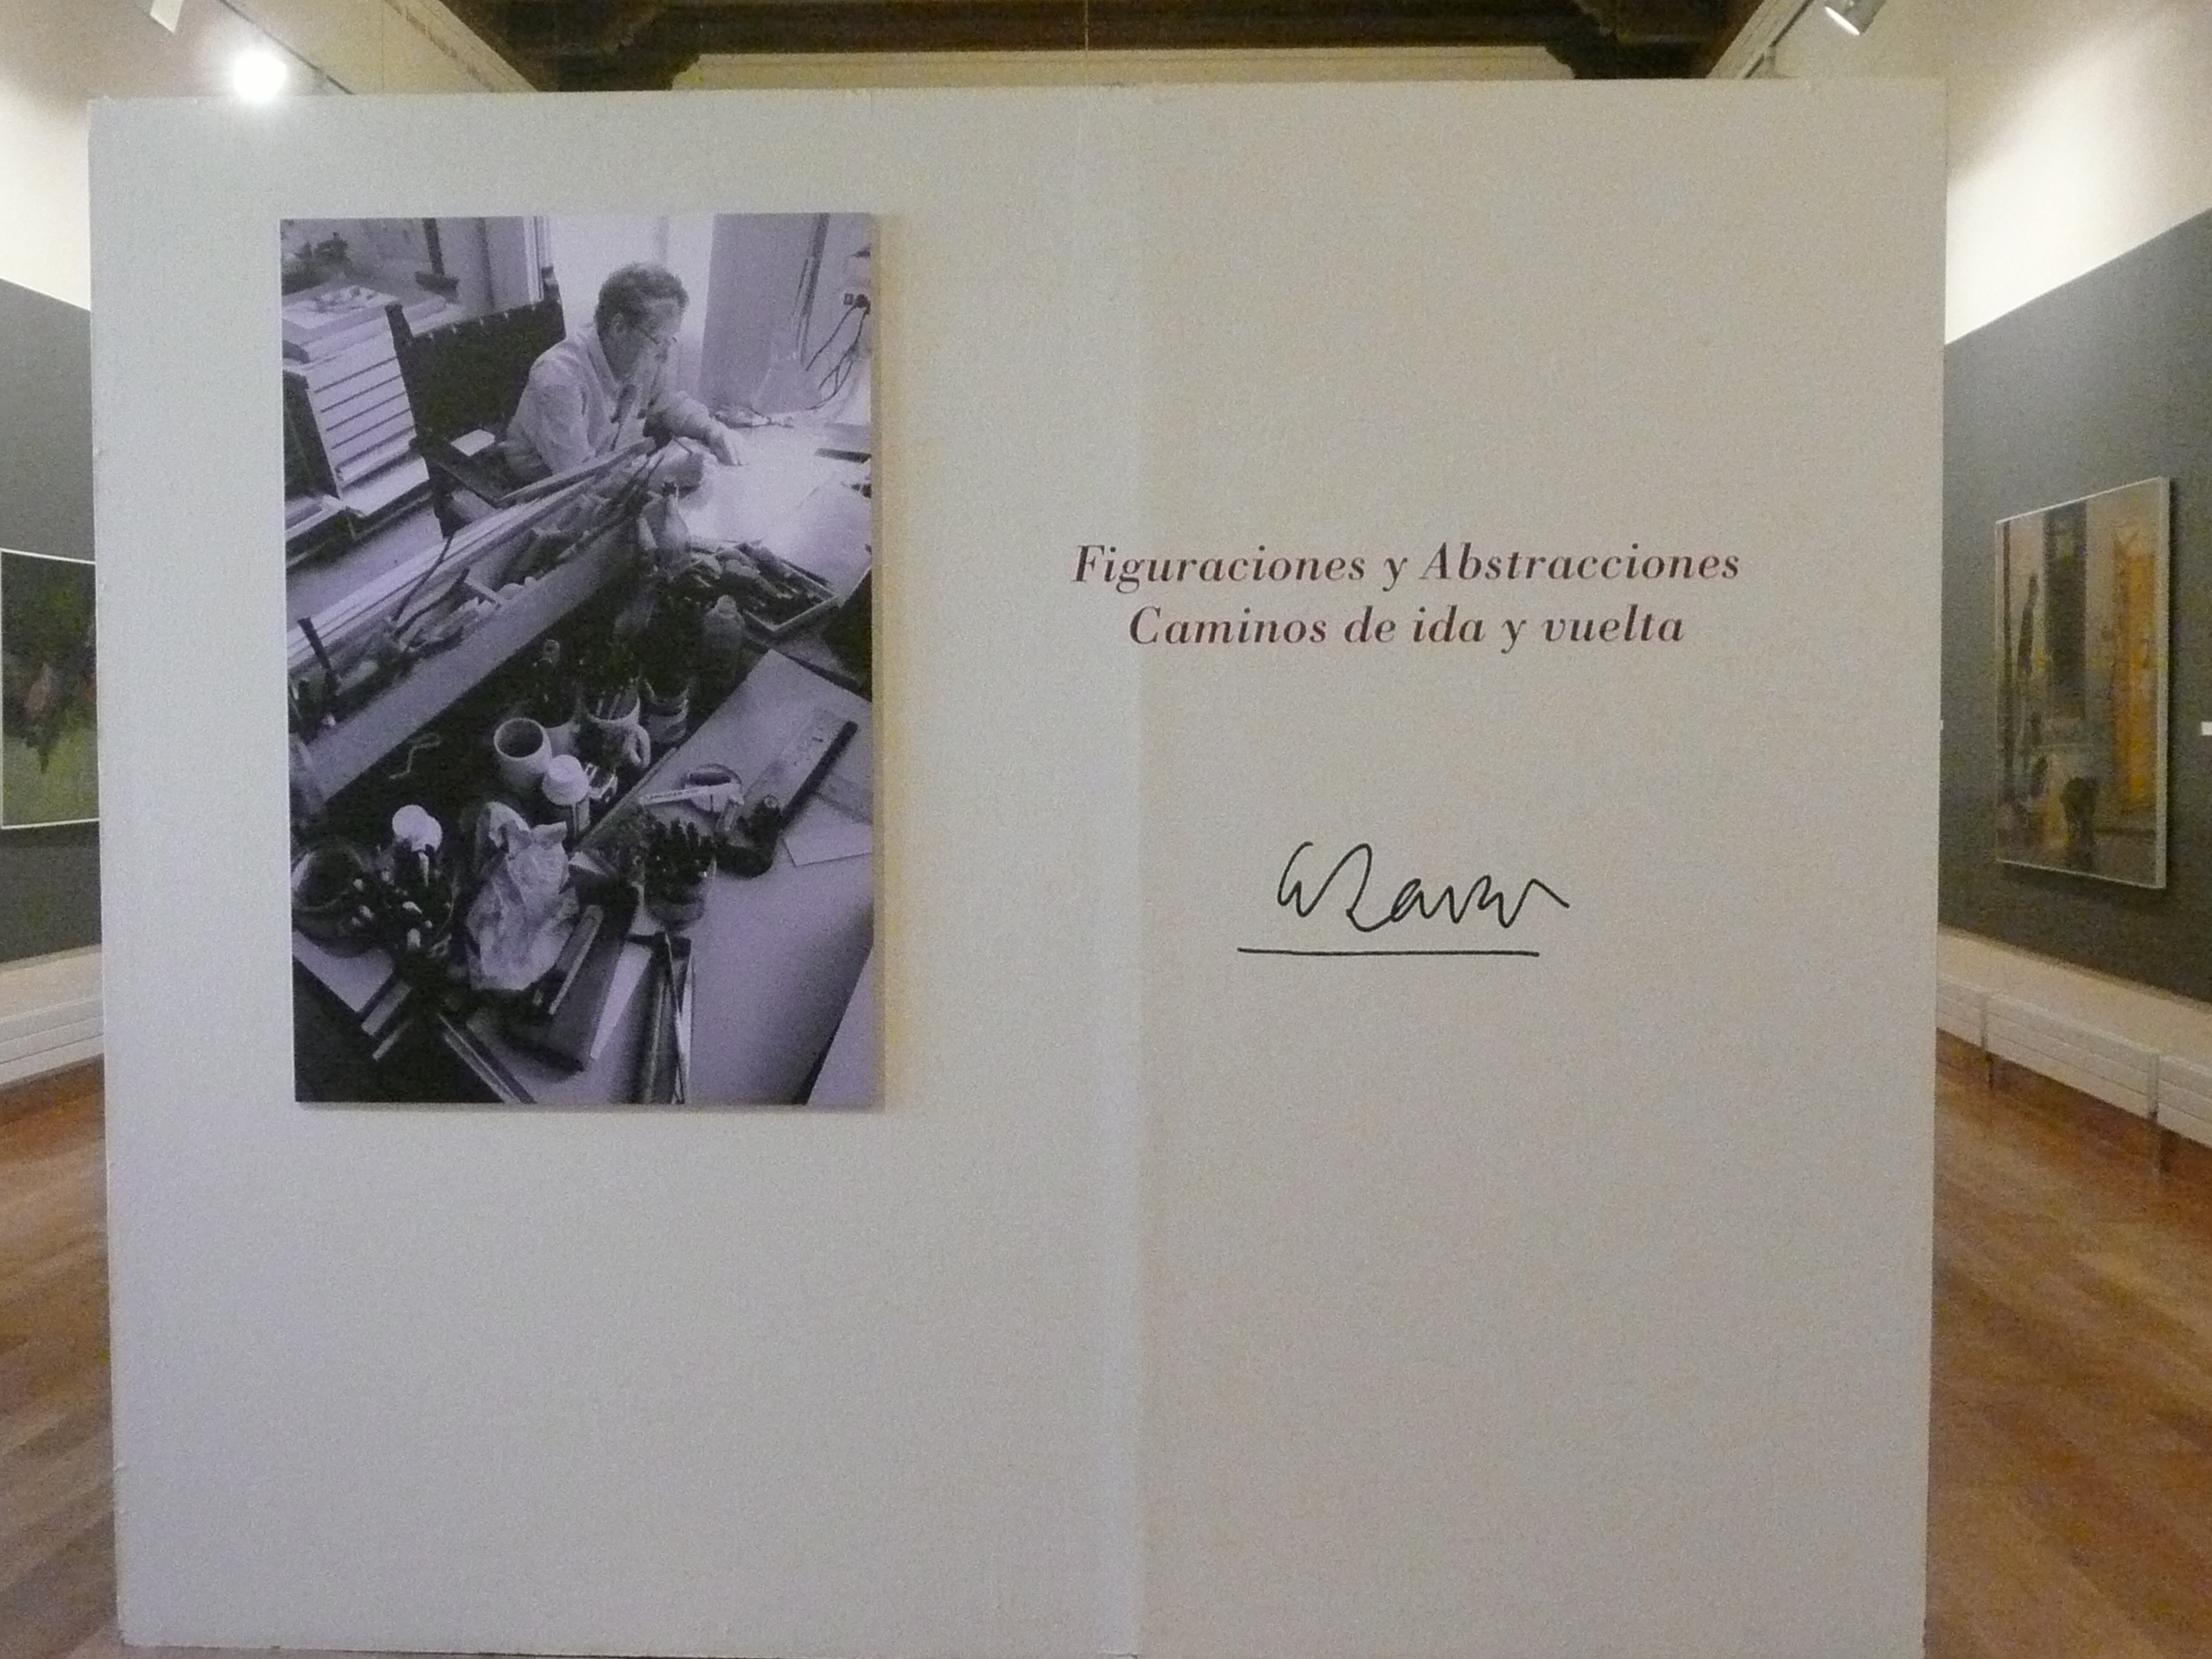 Figuraciones y Abstracciones
Caminos de ida y vuelta